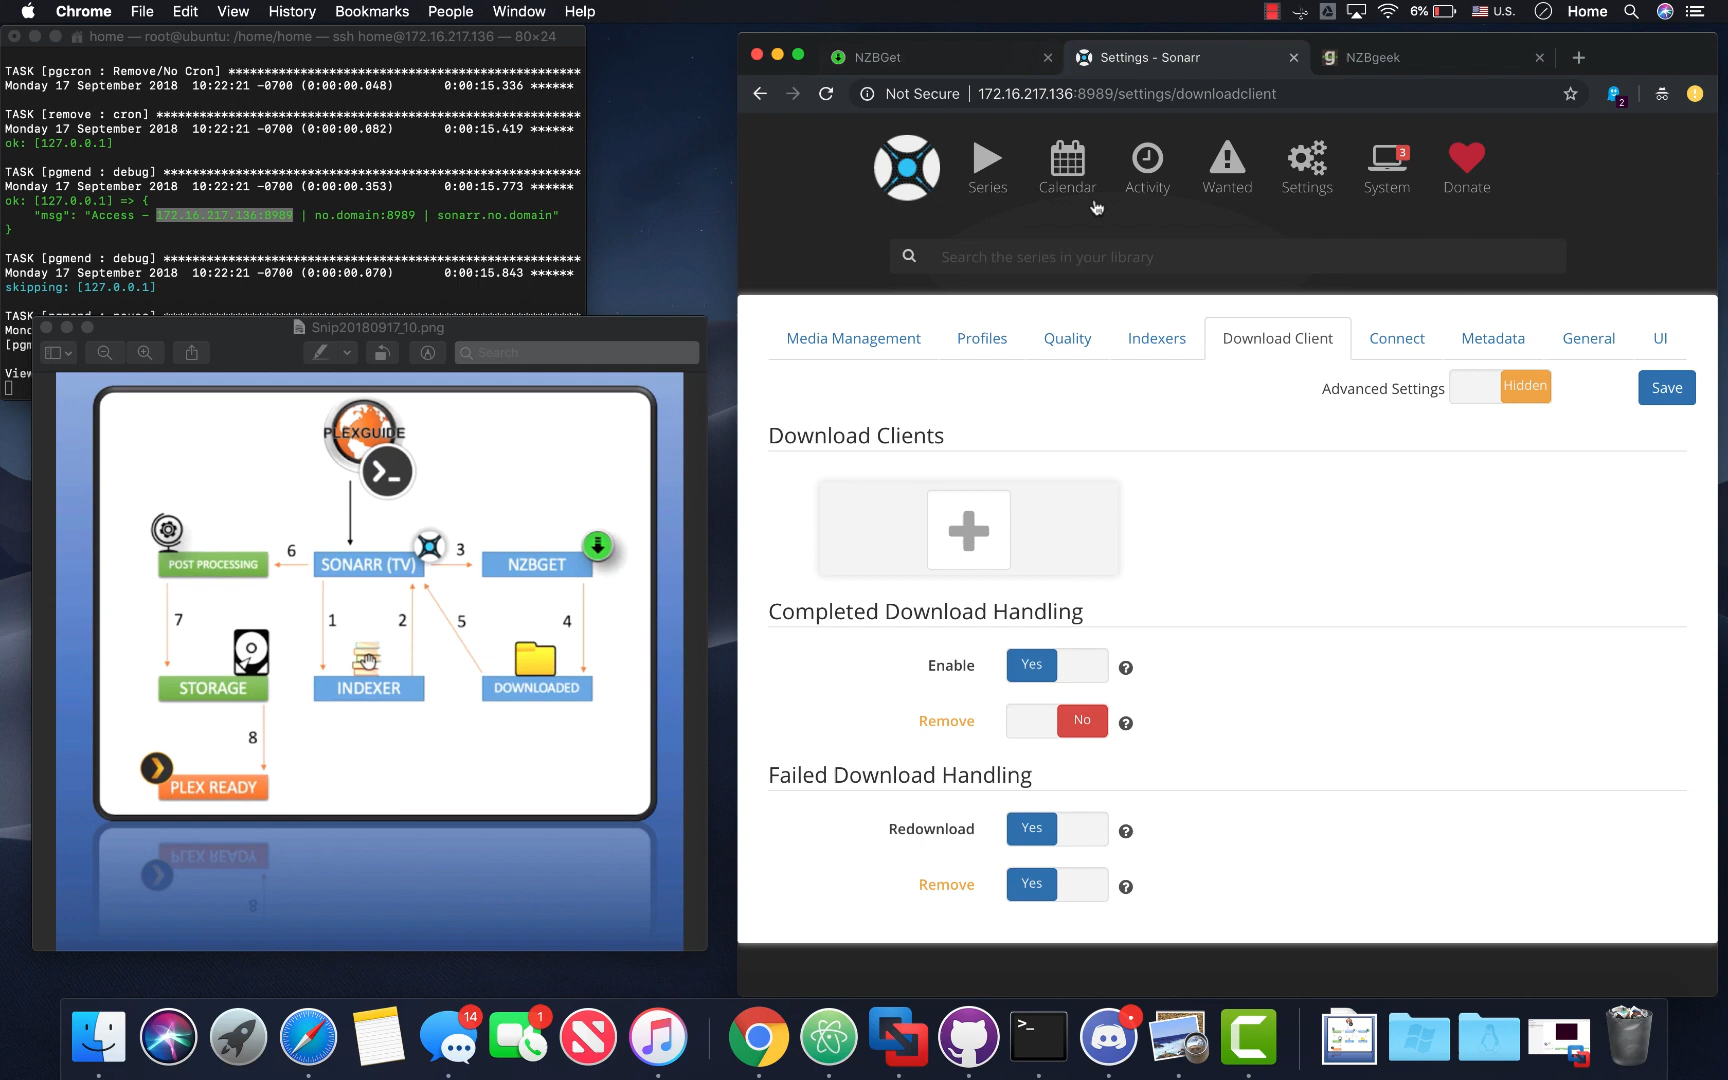 Chrome File Edit View History Bookmarks People Window Help 6% U.S. Home
home — root@ubuntu: /home/home — ssh home@172.16.217.136 — 80×24
TASK [pgcron : Remove/No Cron] *************************************************
Monday 17 September 2018  10:22:21 -0700 (0:00:00.048)       0:00:15.336 ******
TASK [remove : cron] ***********************************************************
Monday 17 September 2018  10:22:21 -0700 (0:00:00.082)       0:00:15.419 ******
ok: [127.0.0.1]
TASK [pgmend : debug] **********************************************************
Monday 17 September 2018  10:22:21 -0700 (0:00:00.353)       0:00:15.773 ******
ok: [127.0.0.1] => {
"msg": "Access - 172.16.217.136:8989 | no.domain:8989 | sonarr.no.domain"
}
TASK [pgmend : debug] **********************************************************
Monday 17 September 2018  10:22:21 -0700 (0:00:00.070)       0:00:15.843 ******
skipping: [127.0.0.1]
TASK
Mon
[pgm
View
Snip20180917_10.png
Search
PLEXGUIDE
POST PROCESSING
6
SONARR (TV)
3
NZBGET
7
1
2
5
4
STORAGE
INDEXER
DOWNLOADED
8
PLEX READY
PLEX READY
8
NZBGet
Settings - Sonarr
NZBGeek
Not Secure | 172.16.217.136:8989/settings/downloadclient
2
Series
Calendar
Activity
Wanted
Settings
System
3
Donate
Search the series in your library
Media Management
Profiles
Quality
Indexers
Download Client
Connect
Metadata
General
UI
Advanced Settings
Hidden
Save
Download Clients
Completed Download Handling
Enable
Yes
Remove
No
Failed Download Handling
Redownload
Yes
Remove
Yes
14
1